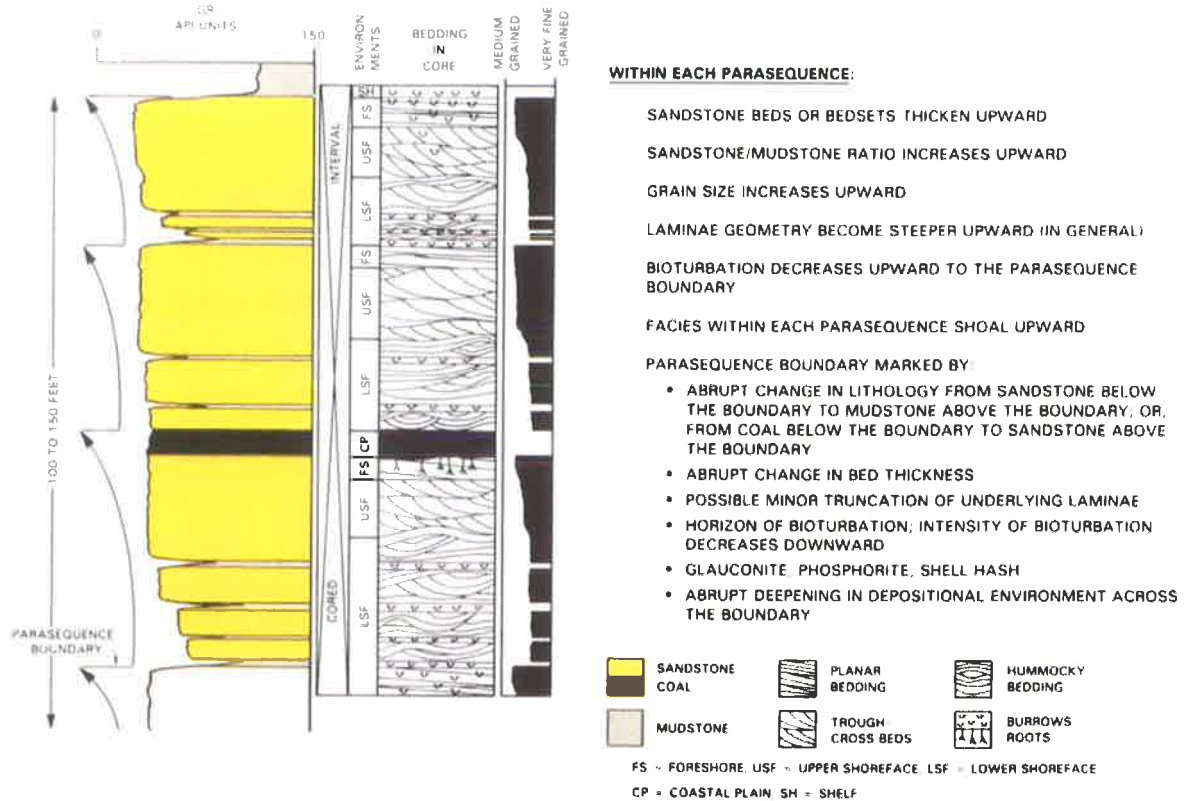 GR
API UNITS
0
150
ENVIRON
MENTS
BEDDING
IN
CORE
MEDIUM
GRAINED
VERY FINE
GRAINED
SH
FS
USF
LSF
FS
USF
LSF
CP
FS
USF
LSF
INTERVAL
CORED
100 TO 150 FEET
PARASEQUENCE
BOUNDARY
WITHIN EACH PARASEQUENCE:
SANDSTONE BEDS OR BEDSETS THICKEN UPWARD
SANDSTONE/MUDSTONE RATIO INCREASES UPWARD
GRAIN SIZE INCREASES UPWARD
LAMINAE GEOMETRY BECOME STEEPER UPWARD (IN GENERAL)
BIOTURBATION DECREASES UPWARD TO THE PARASEQUENCE
BOUNDARY
FACIES WITHIN EACH PARASEQUENCE SHOAL UPWARD
PARASEQUENCE BOUNDARY MARKED BY:
• ABRUPT CHANGE IN LITHOLOGY FROM SANDSTONE BELOW
THE BOUNDARY TO MUDSTONE ABOVE THE BOUNDARY; OR,
FROM COAL BELOW THE BOUNDARY TO SANDSTONE ABOVE
THE BOUNDARY
• ABRUPT CHANGE IN BED THICKNESS
• POSSIBLE MINOR TRUNCATION OF UNDERLYING LAMINAE
• HORIZON OF BIOTURBATION; INTENSITY OF BIOTURBATION
DECREASES DOWNWARD
• GLAUCONITE, PHOSPHORITE, SHELL HASH
• ABRUPT DEEPENING IN DEPOSITIONAL ENVIRONMENT ACROSS
THE BOUNDARY
SANDSTONE
COAL
PLANAR
BEDDING
HUMMOCKY
BEDDING
MUDSTONE
TROUGH
CROSS BEDS
BURROWS
ROOTS
FS = FORESHORE, USF = UPPER SHOREFACE, LSF = LOWER SHOREFACE
CP = COASTAL PLAIN, SH = SHELF